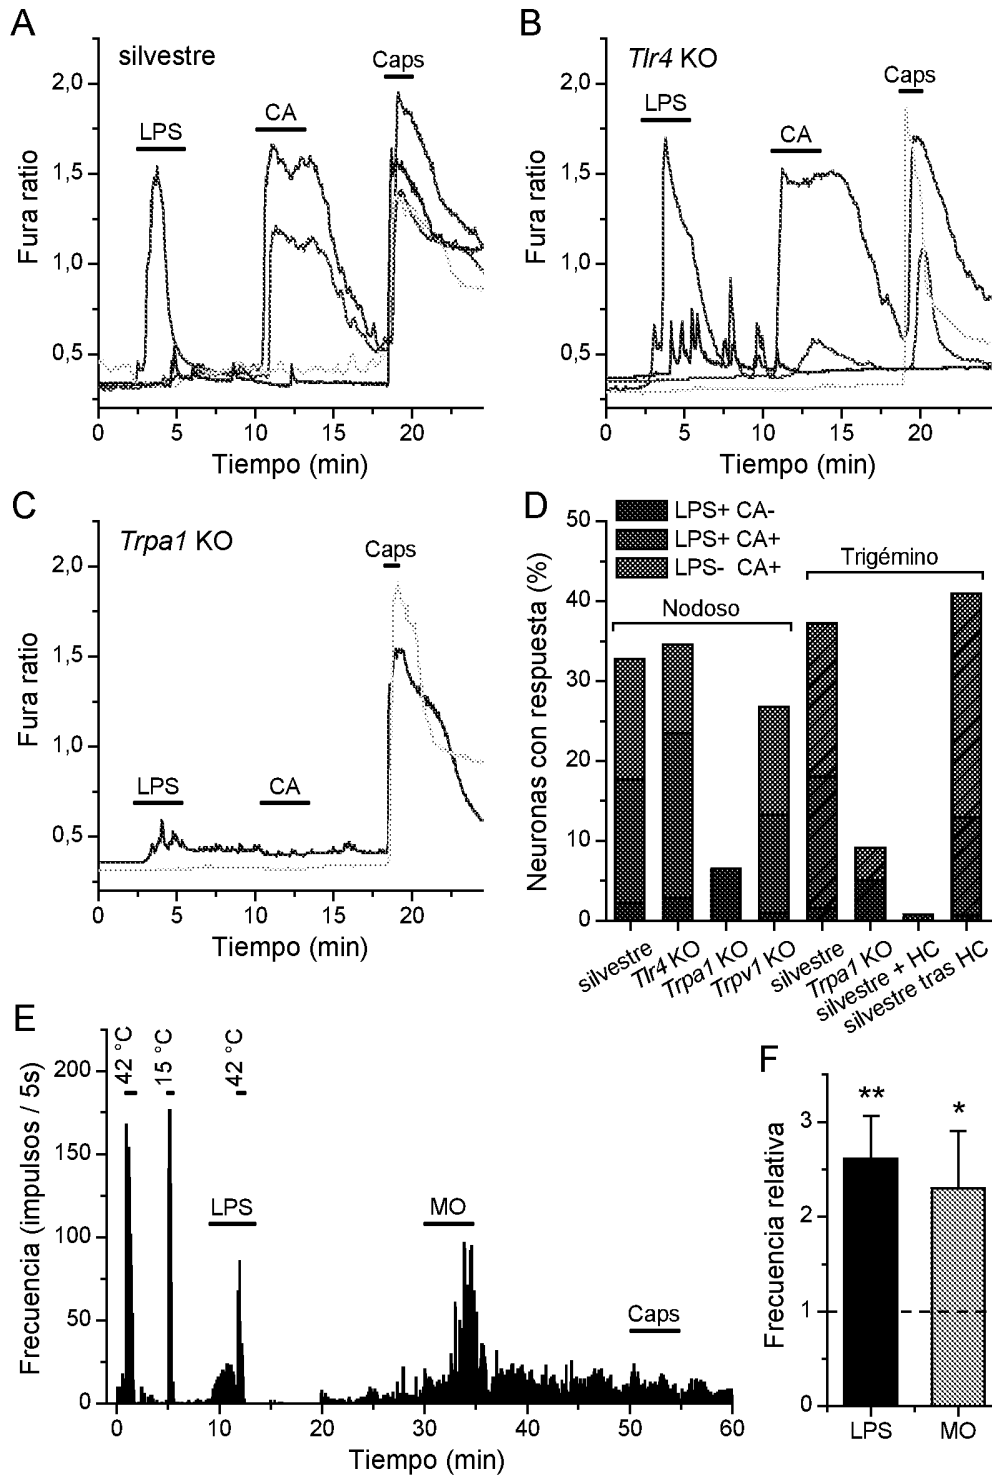 A
silvestre
Fura ratio
2,0
1,5
1,0
0,5
LPS
CA
Caps
0
5
10
15
20
Tiempo (min)
B
Tlr4 KO
Fura ratio
2,0
1,5
1,0
0,5
LPS
CA
Caps
0
5
10
15
20
Tiempo (min)
C
Trpa1 KO
Fura ratio
2,0
1,5
1,0
0,5
LPS
CA
Caps
0
5
10
15
20
Tiempo (min)
D
LPS+ CA-
LPS+ CA+
LPS- CA+
Neuronas con respuesta (%)
50
40
30
20
10
0
Nodoso
Trigémino
silvestre
Tlr4 KO
Trpa1 KO
Trpv1 KO
silvestre
Trpa1 KO
silvestre + HC
silvestre tras HC
E
Frecuencia (impulsos / 5s)
200
150
100
50
0
42 °C
15 °C
42 °C
LPS
MO
Caps
0
10
20
30
40
50
60
Tiempo (min)
F
Frecuencia relativa
3
2
1
0
**
*
LPS
MO